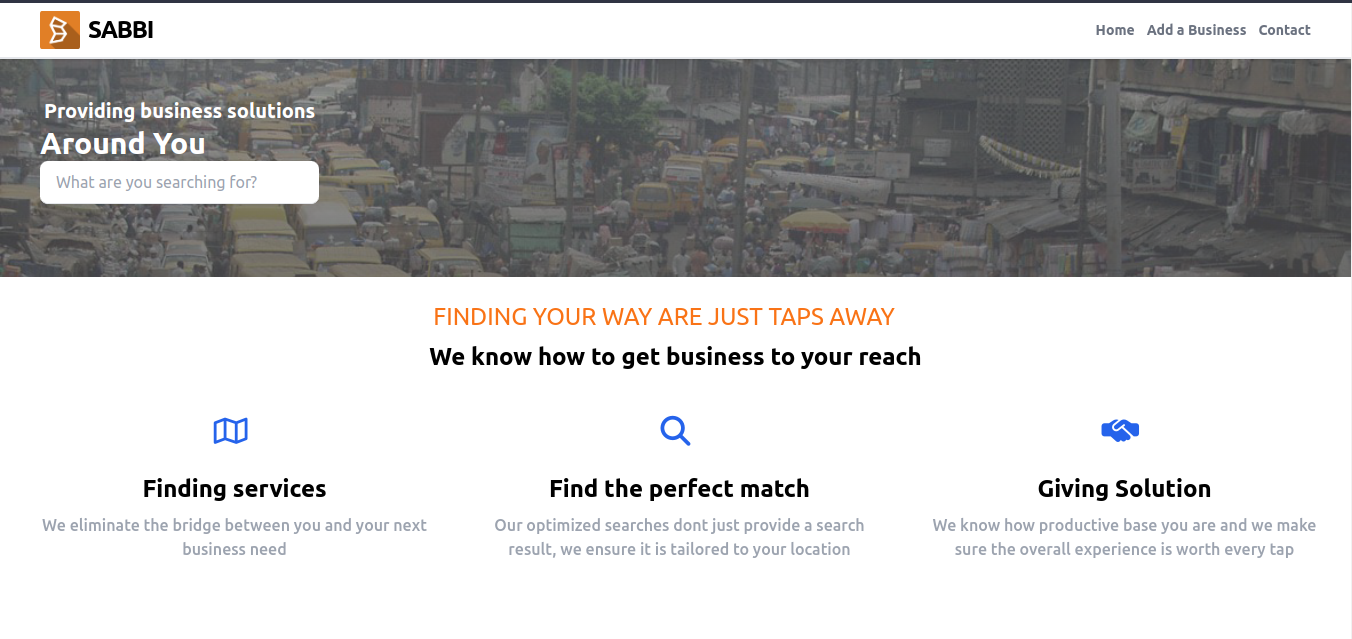 SABBI
Home Add a Business Contact
Providing business solutions
Around You
What are you searching for?
FINDING YOUR WAY ARE JUST TAPS AWAY
We know how to get business to your reach
Finding services
We eliminate the bridge between you and your next
business need
Find the perfect match
Our optimized searches dont just provide a search
result, we ensure it is tailored to your location
Giving Solution
We know how productive base you are and we make
sure the overall experience is worth every tap